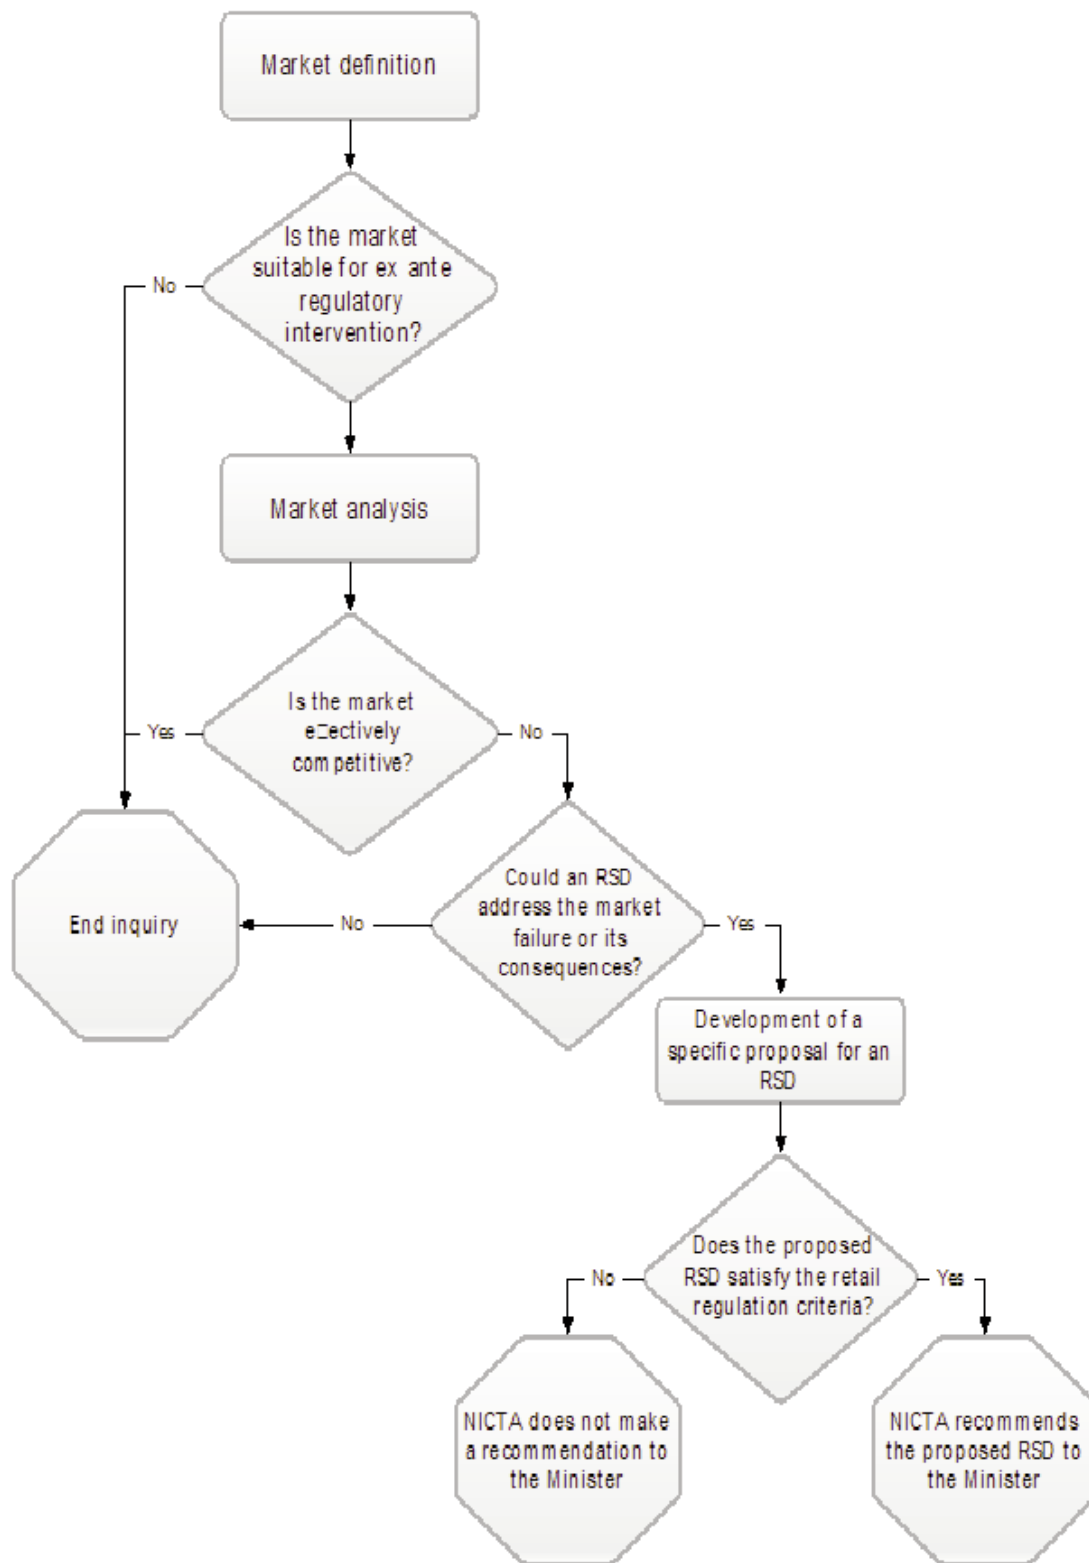 Market definition
Is the market
suitable for ex ante
regulatory
intervention?
No
Market analysis
Is the market
e□ectively
competitive?
Yes
No
Could an RSD
address the market
failure or its
consequences?
End inquiry
No
Yes
Development of a
specific proposal for an
RSD
Does the proposed
RSD satisfy the retail
regulation criteria?
No
Yes
NICTA does not make
a recommendation to
the Minister
NICTA recommends
the proposed RSD to
the Minister